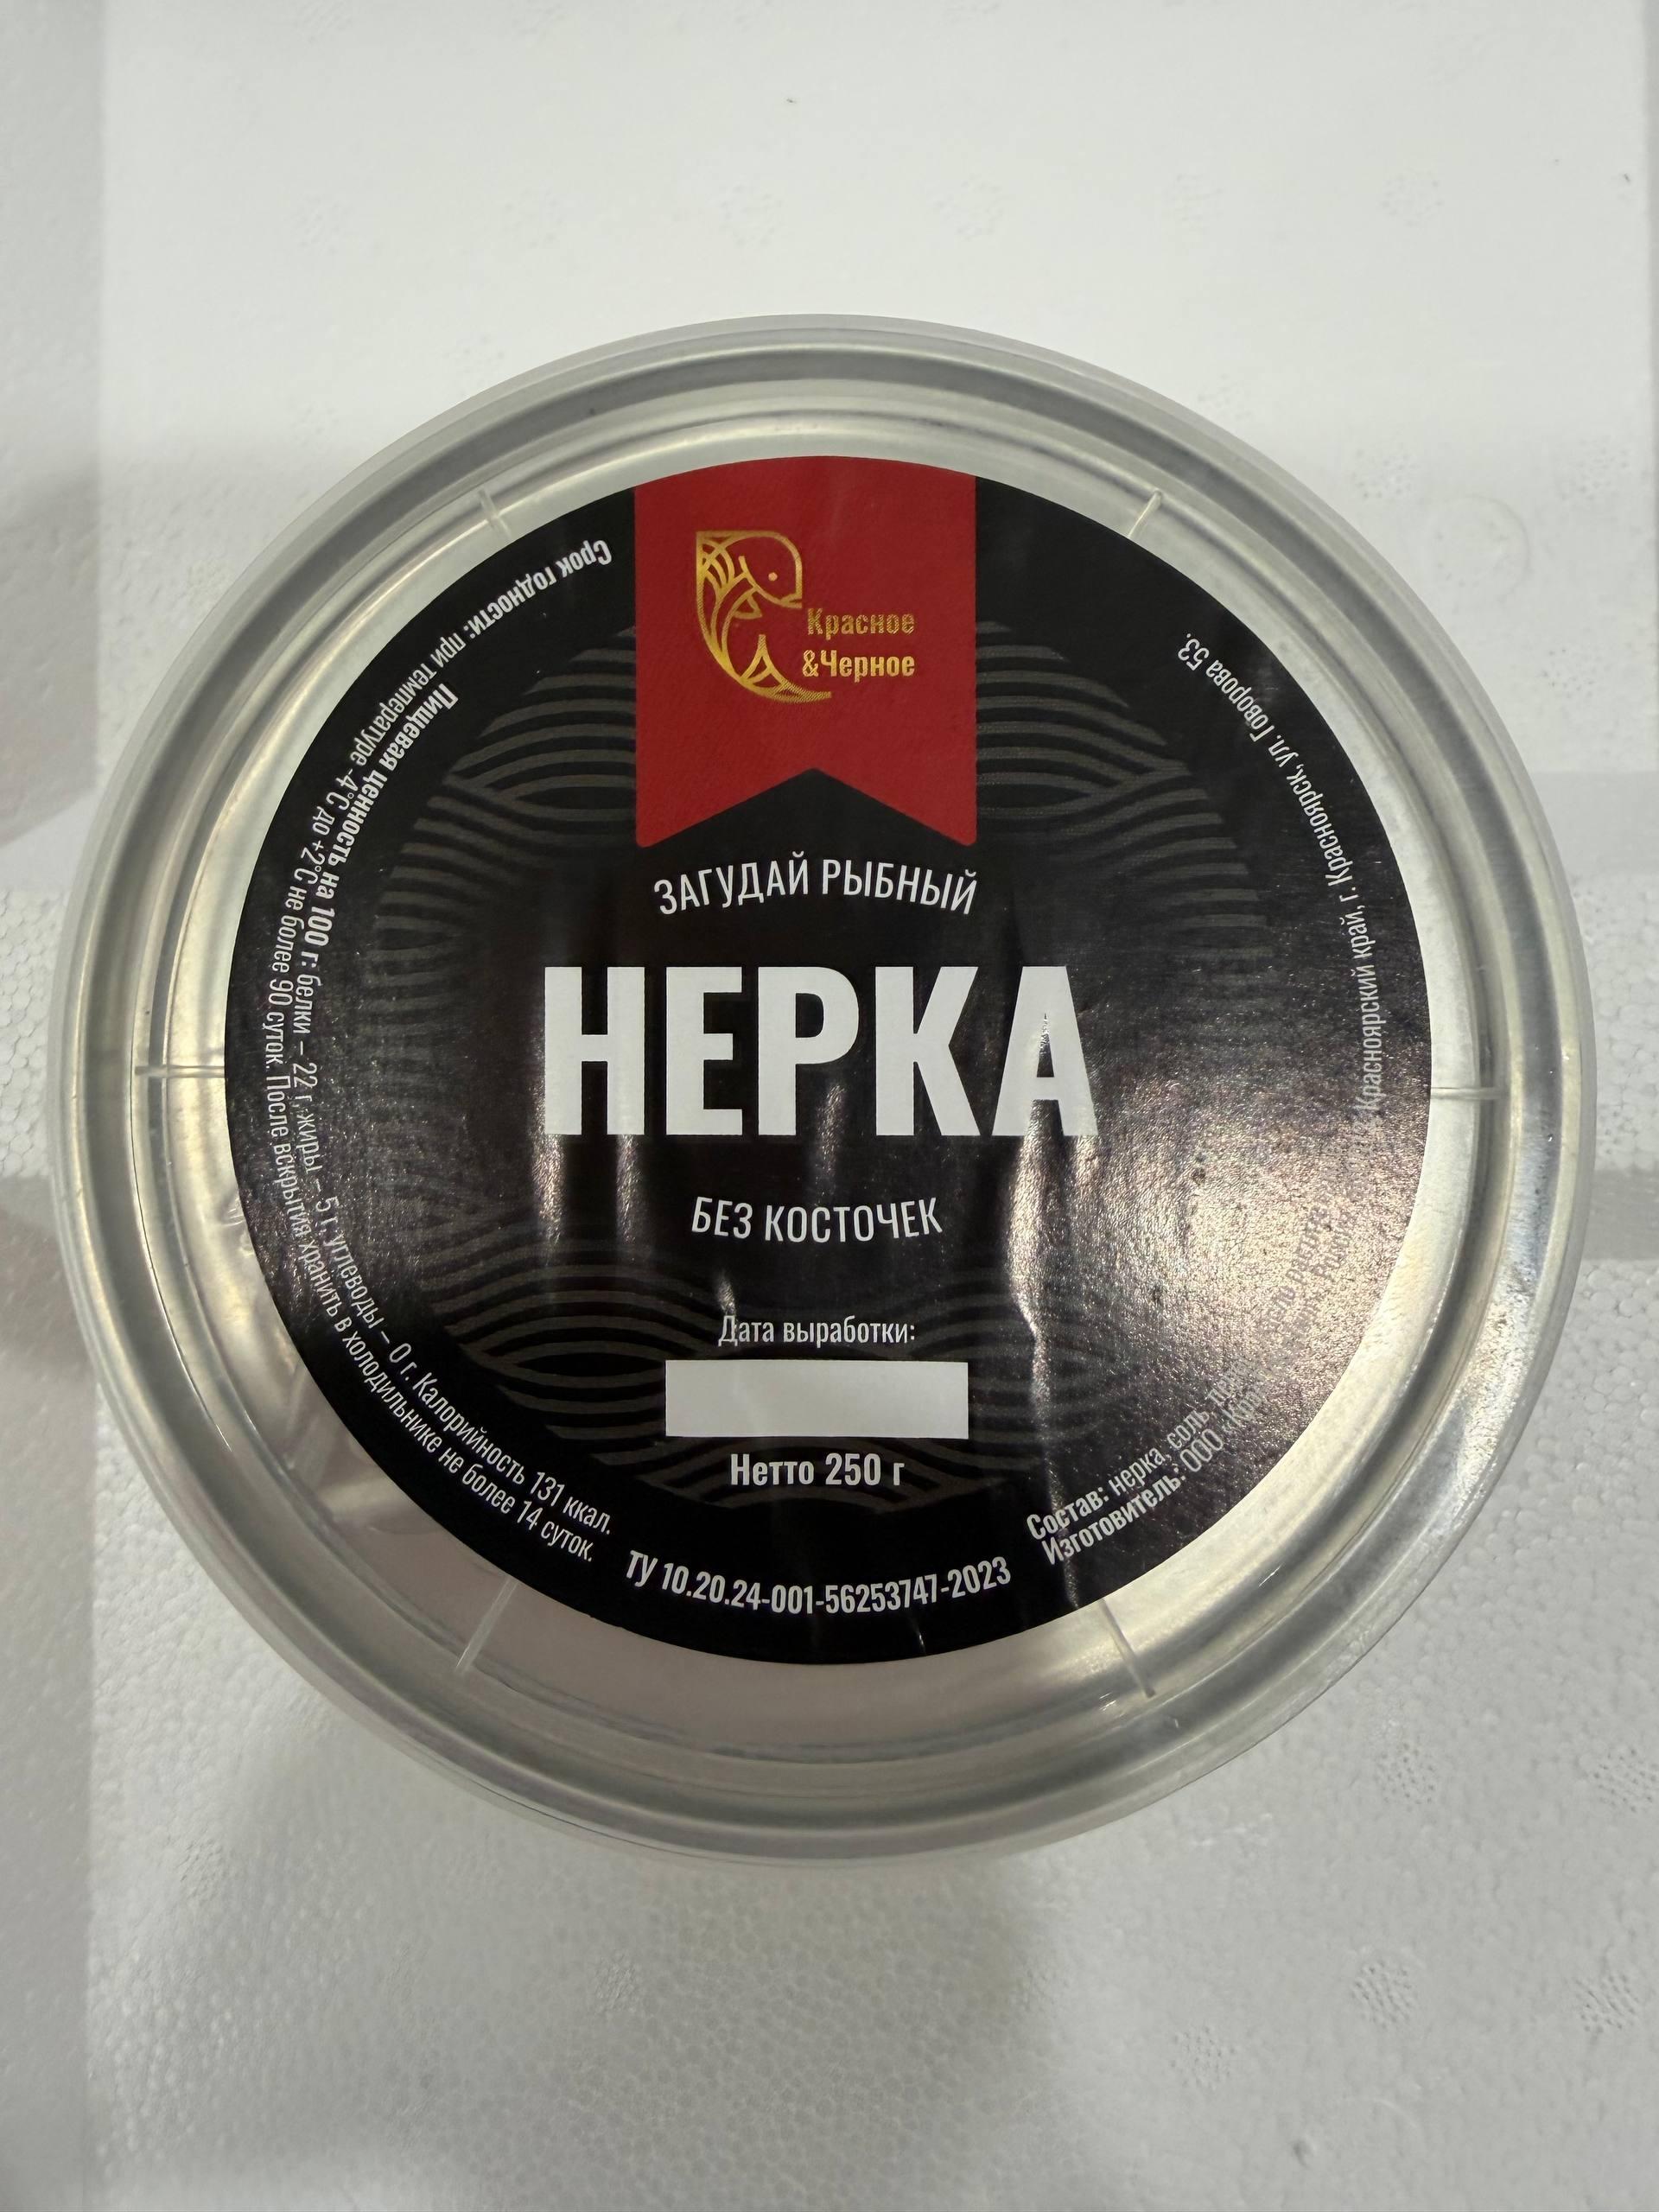 Красное
&Черное
ЗАГУДАЙ РЫБНЫЙ
НЕРКА
БЕЗ КОСТОЧЕК
Дата выработки:
Нетто 250 г
ТУ 10.20.24-001-56253747-2023
Срок годности: при температуре -4°C до +2°C не более 90 суток. После вскрытия хранить в холодильнике не более 14 суток.
Пищевая ценность на 100 г: белки – 22 г, жиры – 5 г, углеводы – 0 г. Калорийность 131 ккал.
Состав: нерка, соль,
Изготовитель: ООО Красноярский край, г. Красноярск, ул. Говорова 53.